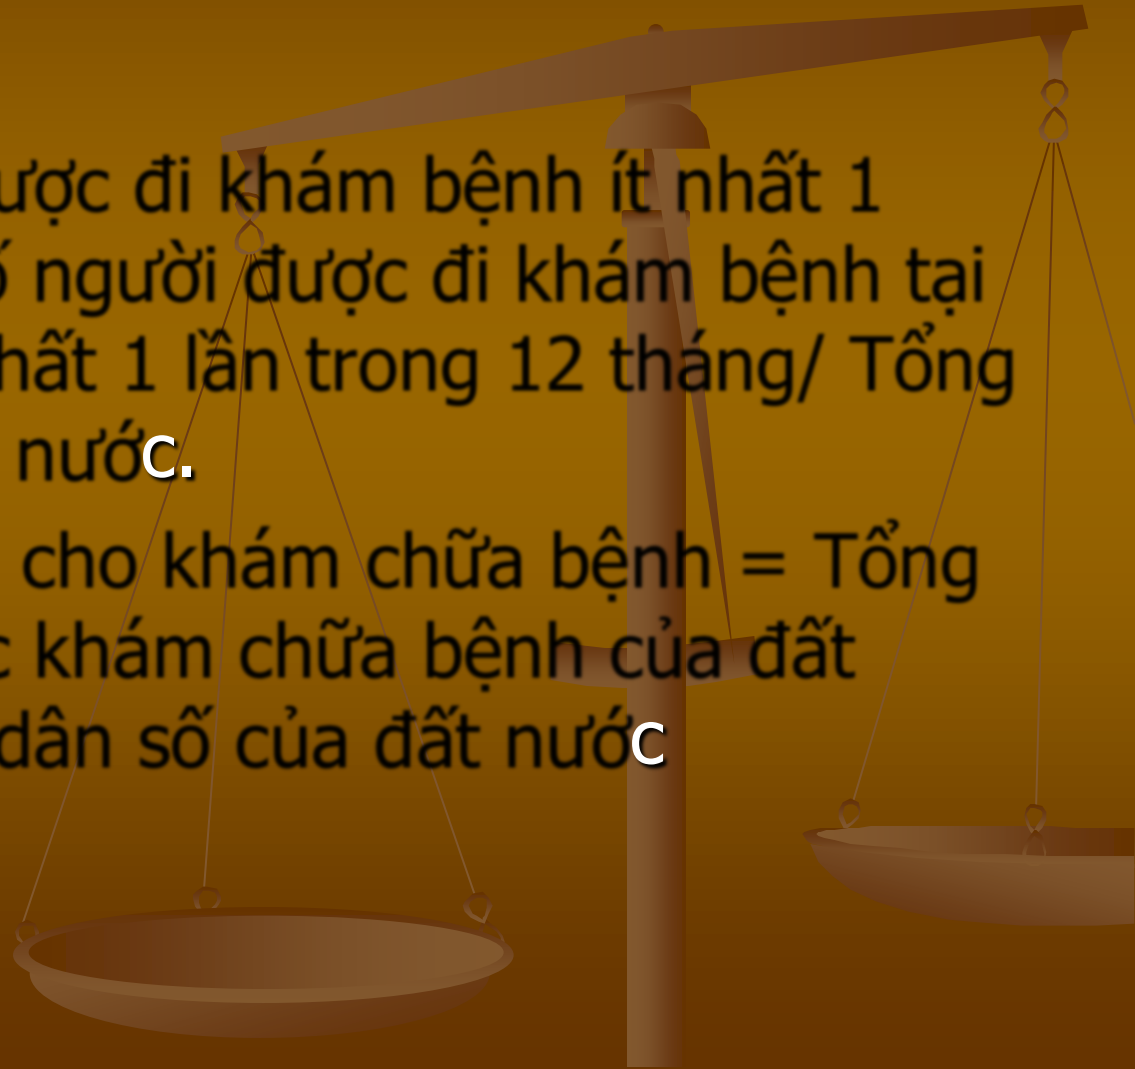 ược đi khám bệnh ít nhất 1
ố người được đi khám bệnh tại
hất 1 lần trong 12 tháng/ Tổng
nước.
cho khám chữa bệnh = Tổng
c khám chữa bệnh của đất
dân số của đất nước